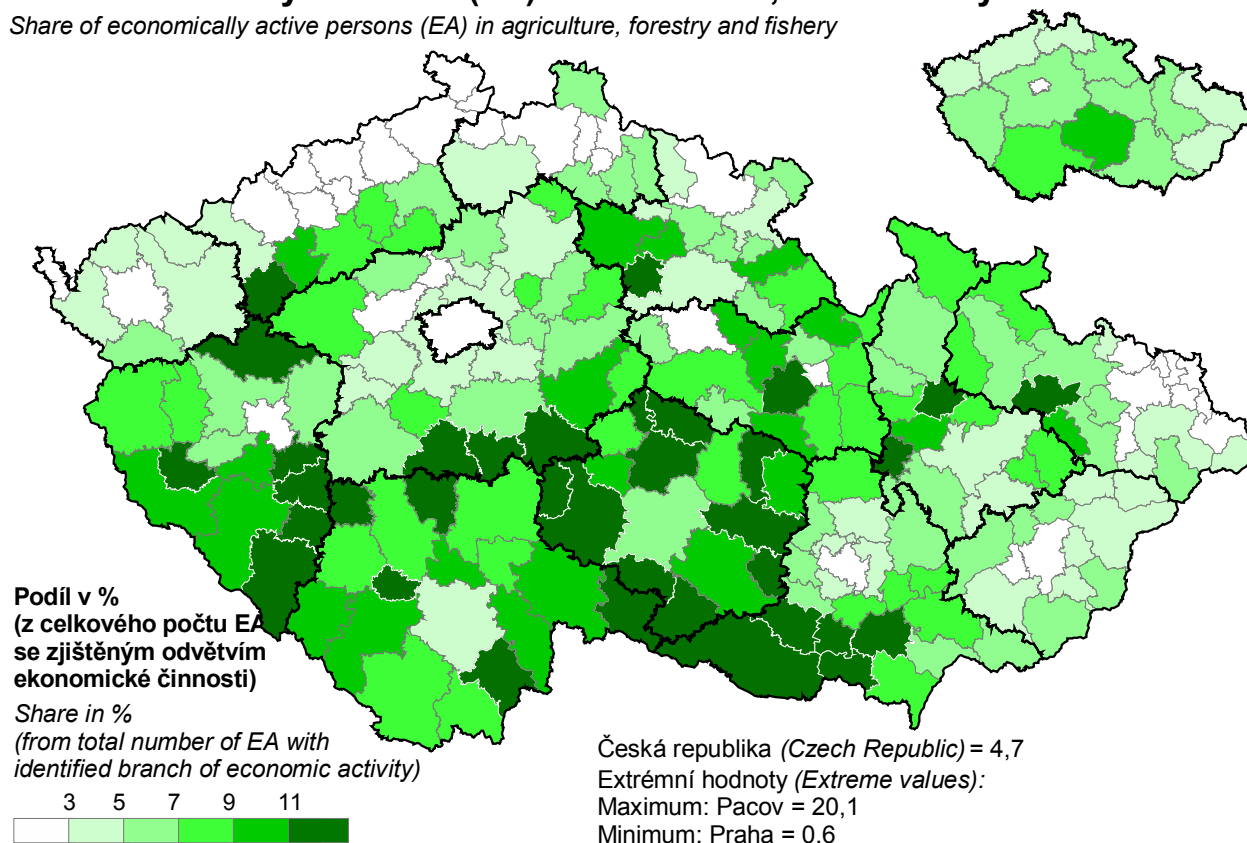 Share of economically active persons (EA) in agriculture, forestry and fishery
Podíl v %
(z celkového počtu EA
se zjištěným odvětvím
ekonomické činnosti)
Share in %
(from total number of EA with
identified branch of economic activity)
3 5 7 9 11
Česká republika (Czech Republic) = 4,7
Extrémní hodnoty (Extreme values):
Maximum: Pacov = 20,1
Minimum: Praha = 0,6